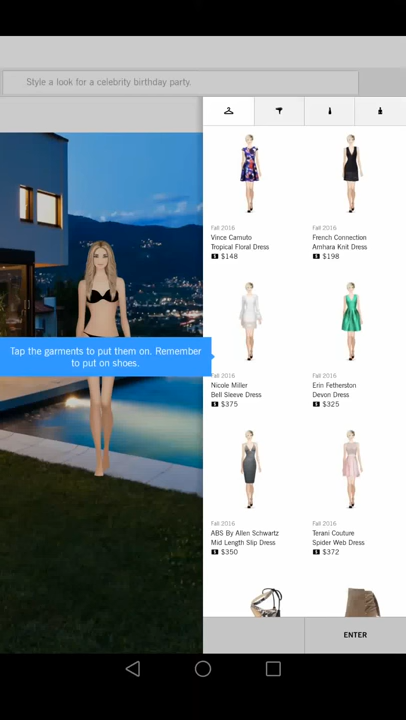 Style a look for a celebrity birthday party.
Tap the garments to put them on. Remember
to put on shoes.
Fall 2016
Vince Camuto
Tropical Floral Dress
$148
Fall 2016
French Connection
Arnhara Knit Dress
$198
Fall 2016
Nicole Miller
Bell Sleeve Dress
$375
Fall 2016
Erin Fetherston
Devon Dress
$325
Fall 2016
ABS By Allen Schwartz
Mid Length Slip Dress
$350
Fall 2016
Terani Couture
Spider Web Dress
$372
ENTER